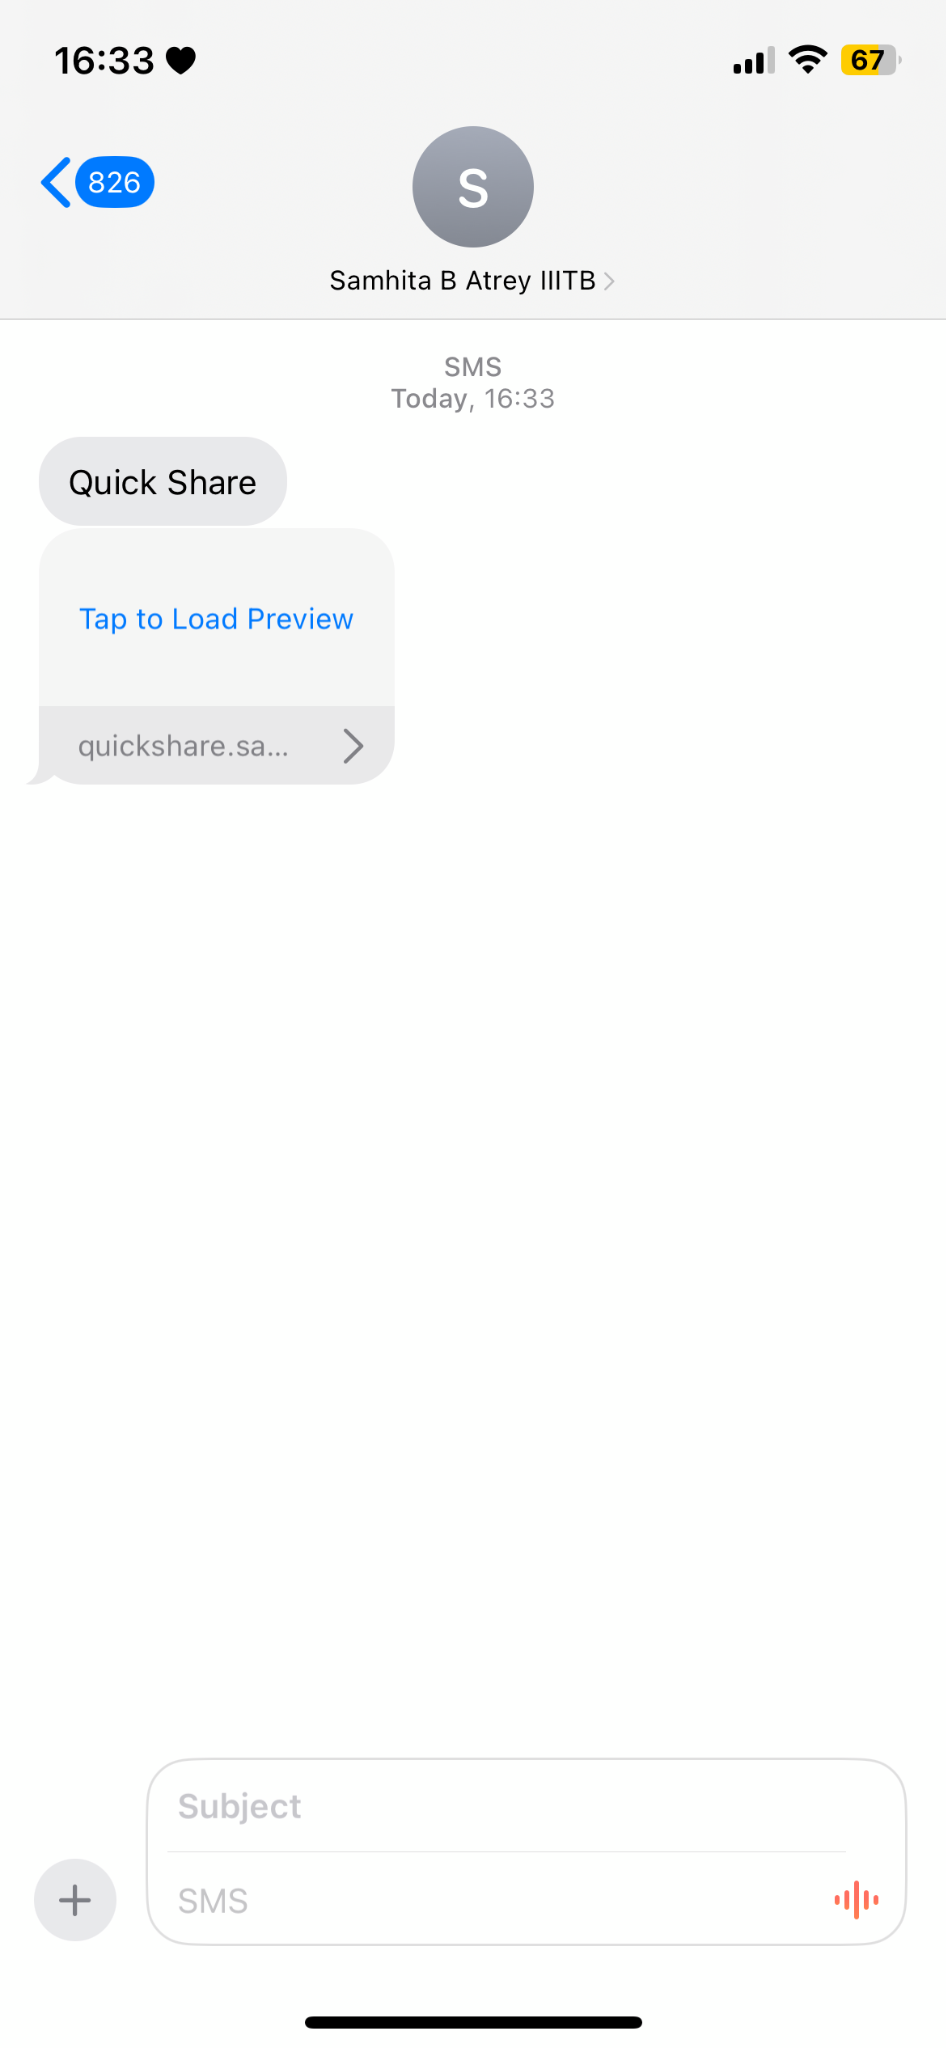 16:33
67
826
S
Samhita B Atrey IIITB
SMS
Today, 16:33
Quick Share
Tap to Load Preview
quickshare.sa...
Subject
SMS